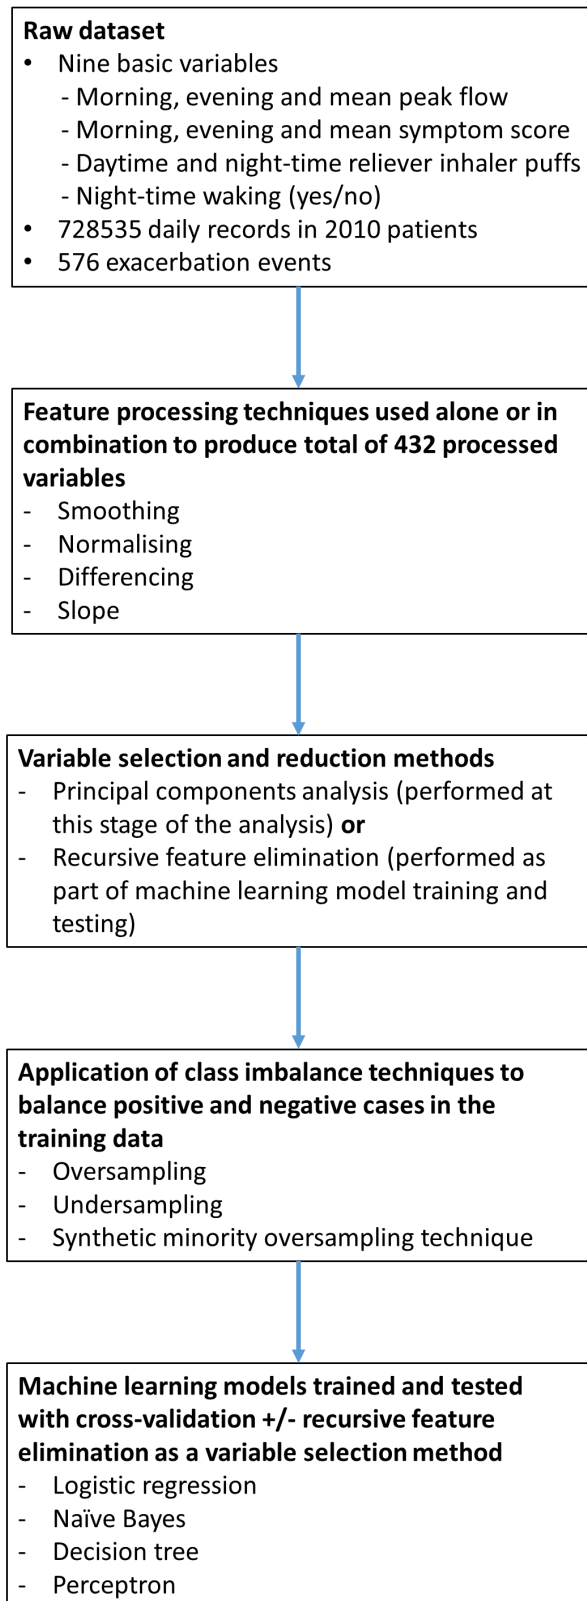 Raw dataset
• Nine basic variables
- Morning, evening and mean peak flow
- Morning, evening and mean symptom score
- Daytime and night-time reliever inhaler puffs
- Night-time waking (yes/no)
• 728535 daily records in 2010 patients
• 576 exacerbation events
Feature processing techniques used alone or in
combination to produce total of 432 processed
variables
- Smoothing
- Normalising
- Differencing
- Slope
Variable selection and reduction methods
- Principal components analysis (performed at
this stage of the analysis) or
- Recursive feature elimination (performed as
part of machine learning model training and
testing)
Application of class imbalance techniques to
balance positive and negative cases in the
training data
- Oversampling
- Undersampling
- Synthetic minority oversampling technique
Machine learning models trained and tested
with cross-validation +/- recursive feature
elimination as a variable selection method
- Logistic regression
- Naïve Bayes
- Decision tree
- Perceptron